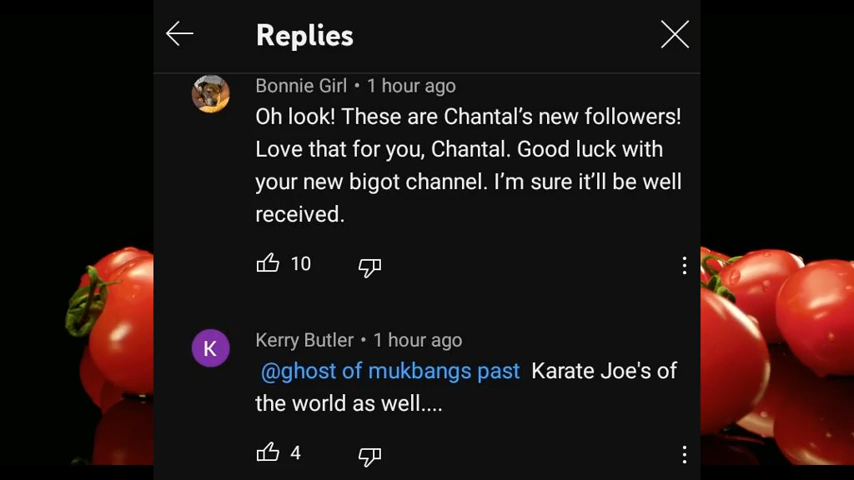 Replies
Bonnie Girl • 1 hour ago
Oh look! These are Chantal’s new followers!
Love that for you, Chantal. Good luck with
your new bigot channel. I’m sure it’ll be well
received.
10
K
Kerry Butler • 1 hour ago
@ghost of mukbangs past Karate Joe's of
the world as well....
4